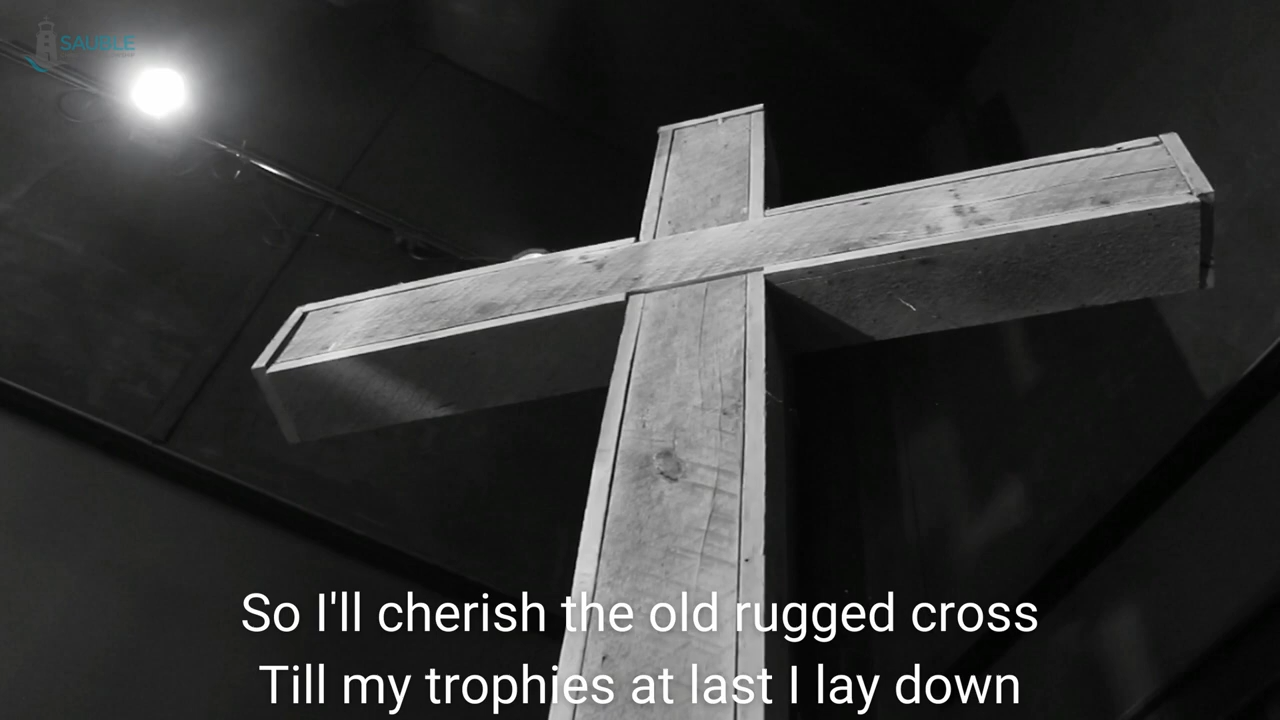 SAUBLE
So I'll cherish the old rugged cross
Till my trophies at last I lay down